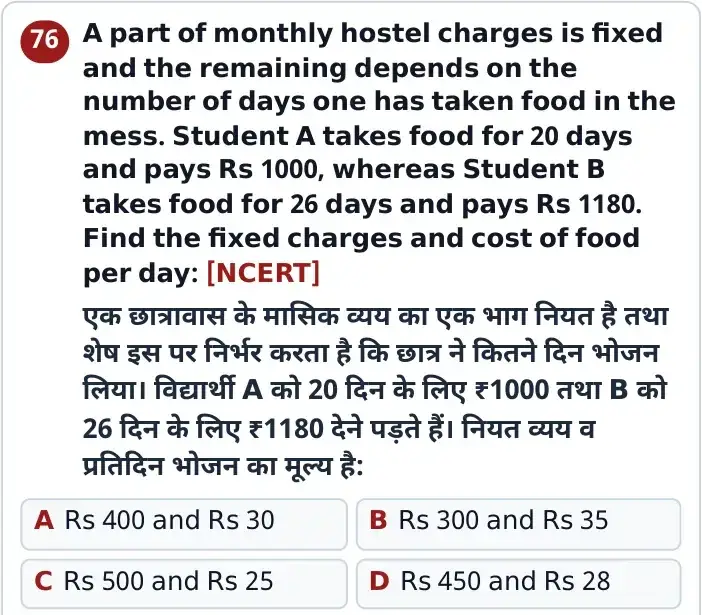 76
A part of monthly hostel charges is fixed
and the remaining depends on the
number of days one has taken food in the
mess. Student A takes food for 20 days
and pays Rs 1000, whereas Student B
takes food for 26 days and pays Rs 1180.
Find the fixed charges and cost of food
per day: [NCERT]
एक छात्रावास के मासिक व्यय का एक भाग नियत है तथा
शेष इस पर निर्भर करता है कि छात्र ने कितने दिन भोजन
लिया। विद्यार्थी A को 20 दिन के लिए ₹1000 तथा B को
26 दिन के लिए ₹1180 देने पड़ते हैं। नियत व्यय व
प्रतिदिन भोजन का मूल्य है:
A Rs 400 and Rs 30
B Rs 300 and Rs 35
C Rs 500 and Rs 25
D Rs 450 and Rs 28